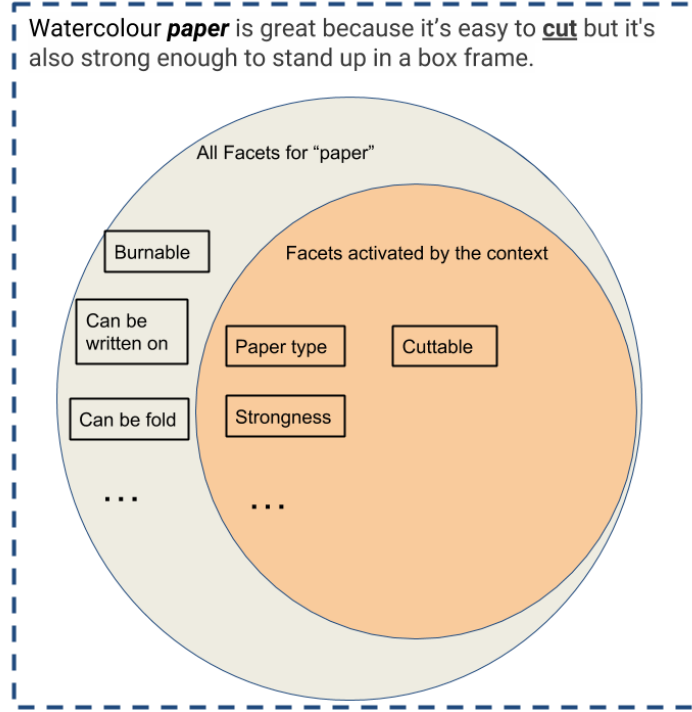 Watercolour paper is great because it’s easy to cut but it's
also strong enough to stand up in a box frame.
All Facets for “paper”
Burnable
Facets activated by the context
Can be
written on
Paper type
Cuttable
Can be fold
Strongness
...
...